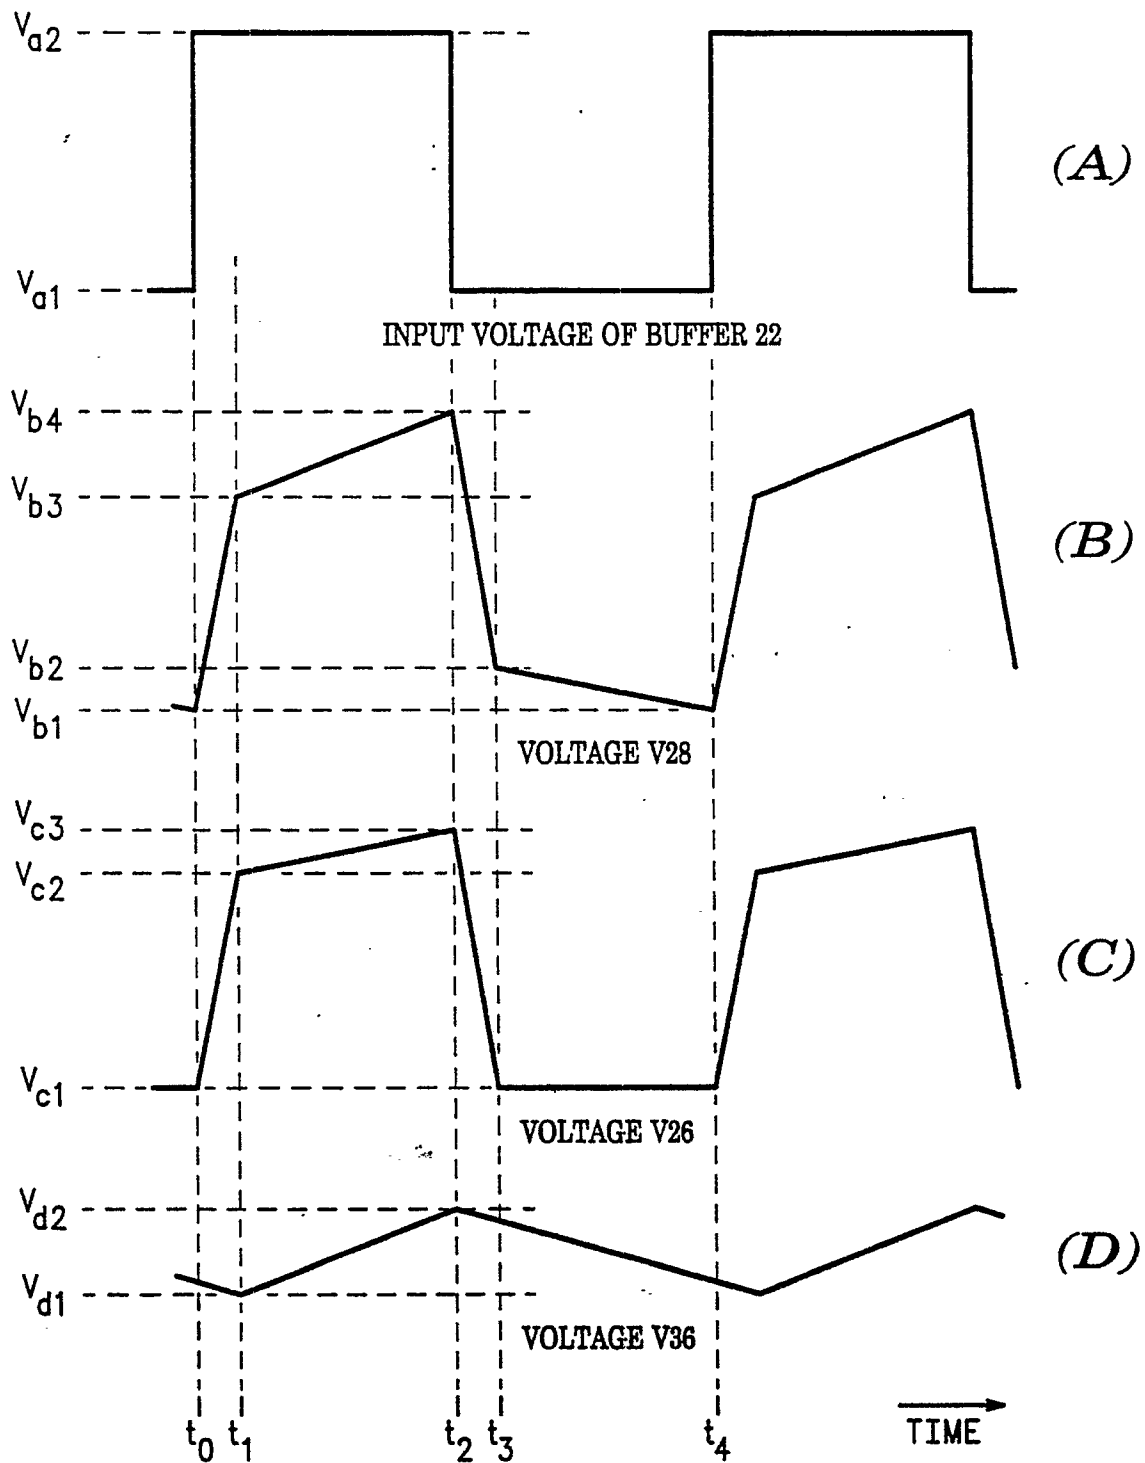 Va2
(A)
Va1
INPUT VOLTAGE OF BUFFER 22
Vb4
Vb3
(B)
Vb2
Vb1
VOLTAGE V28
Vc3
Vc2
(C)
Vc1
VOLTAGE V26
Vd2
(D)
Vd1
VOLTAGE V36
t0 t1 t2 t3 t4 TIME